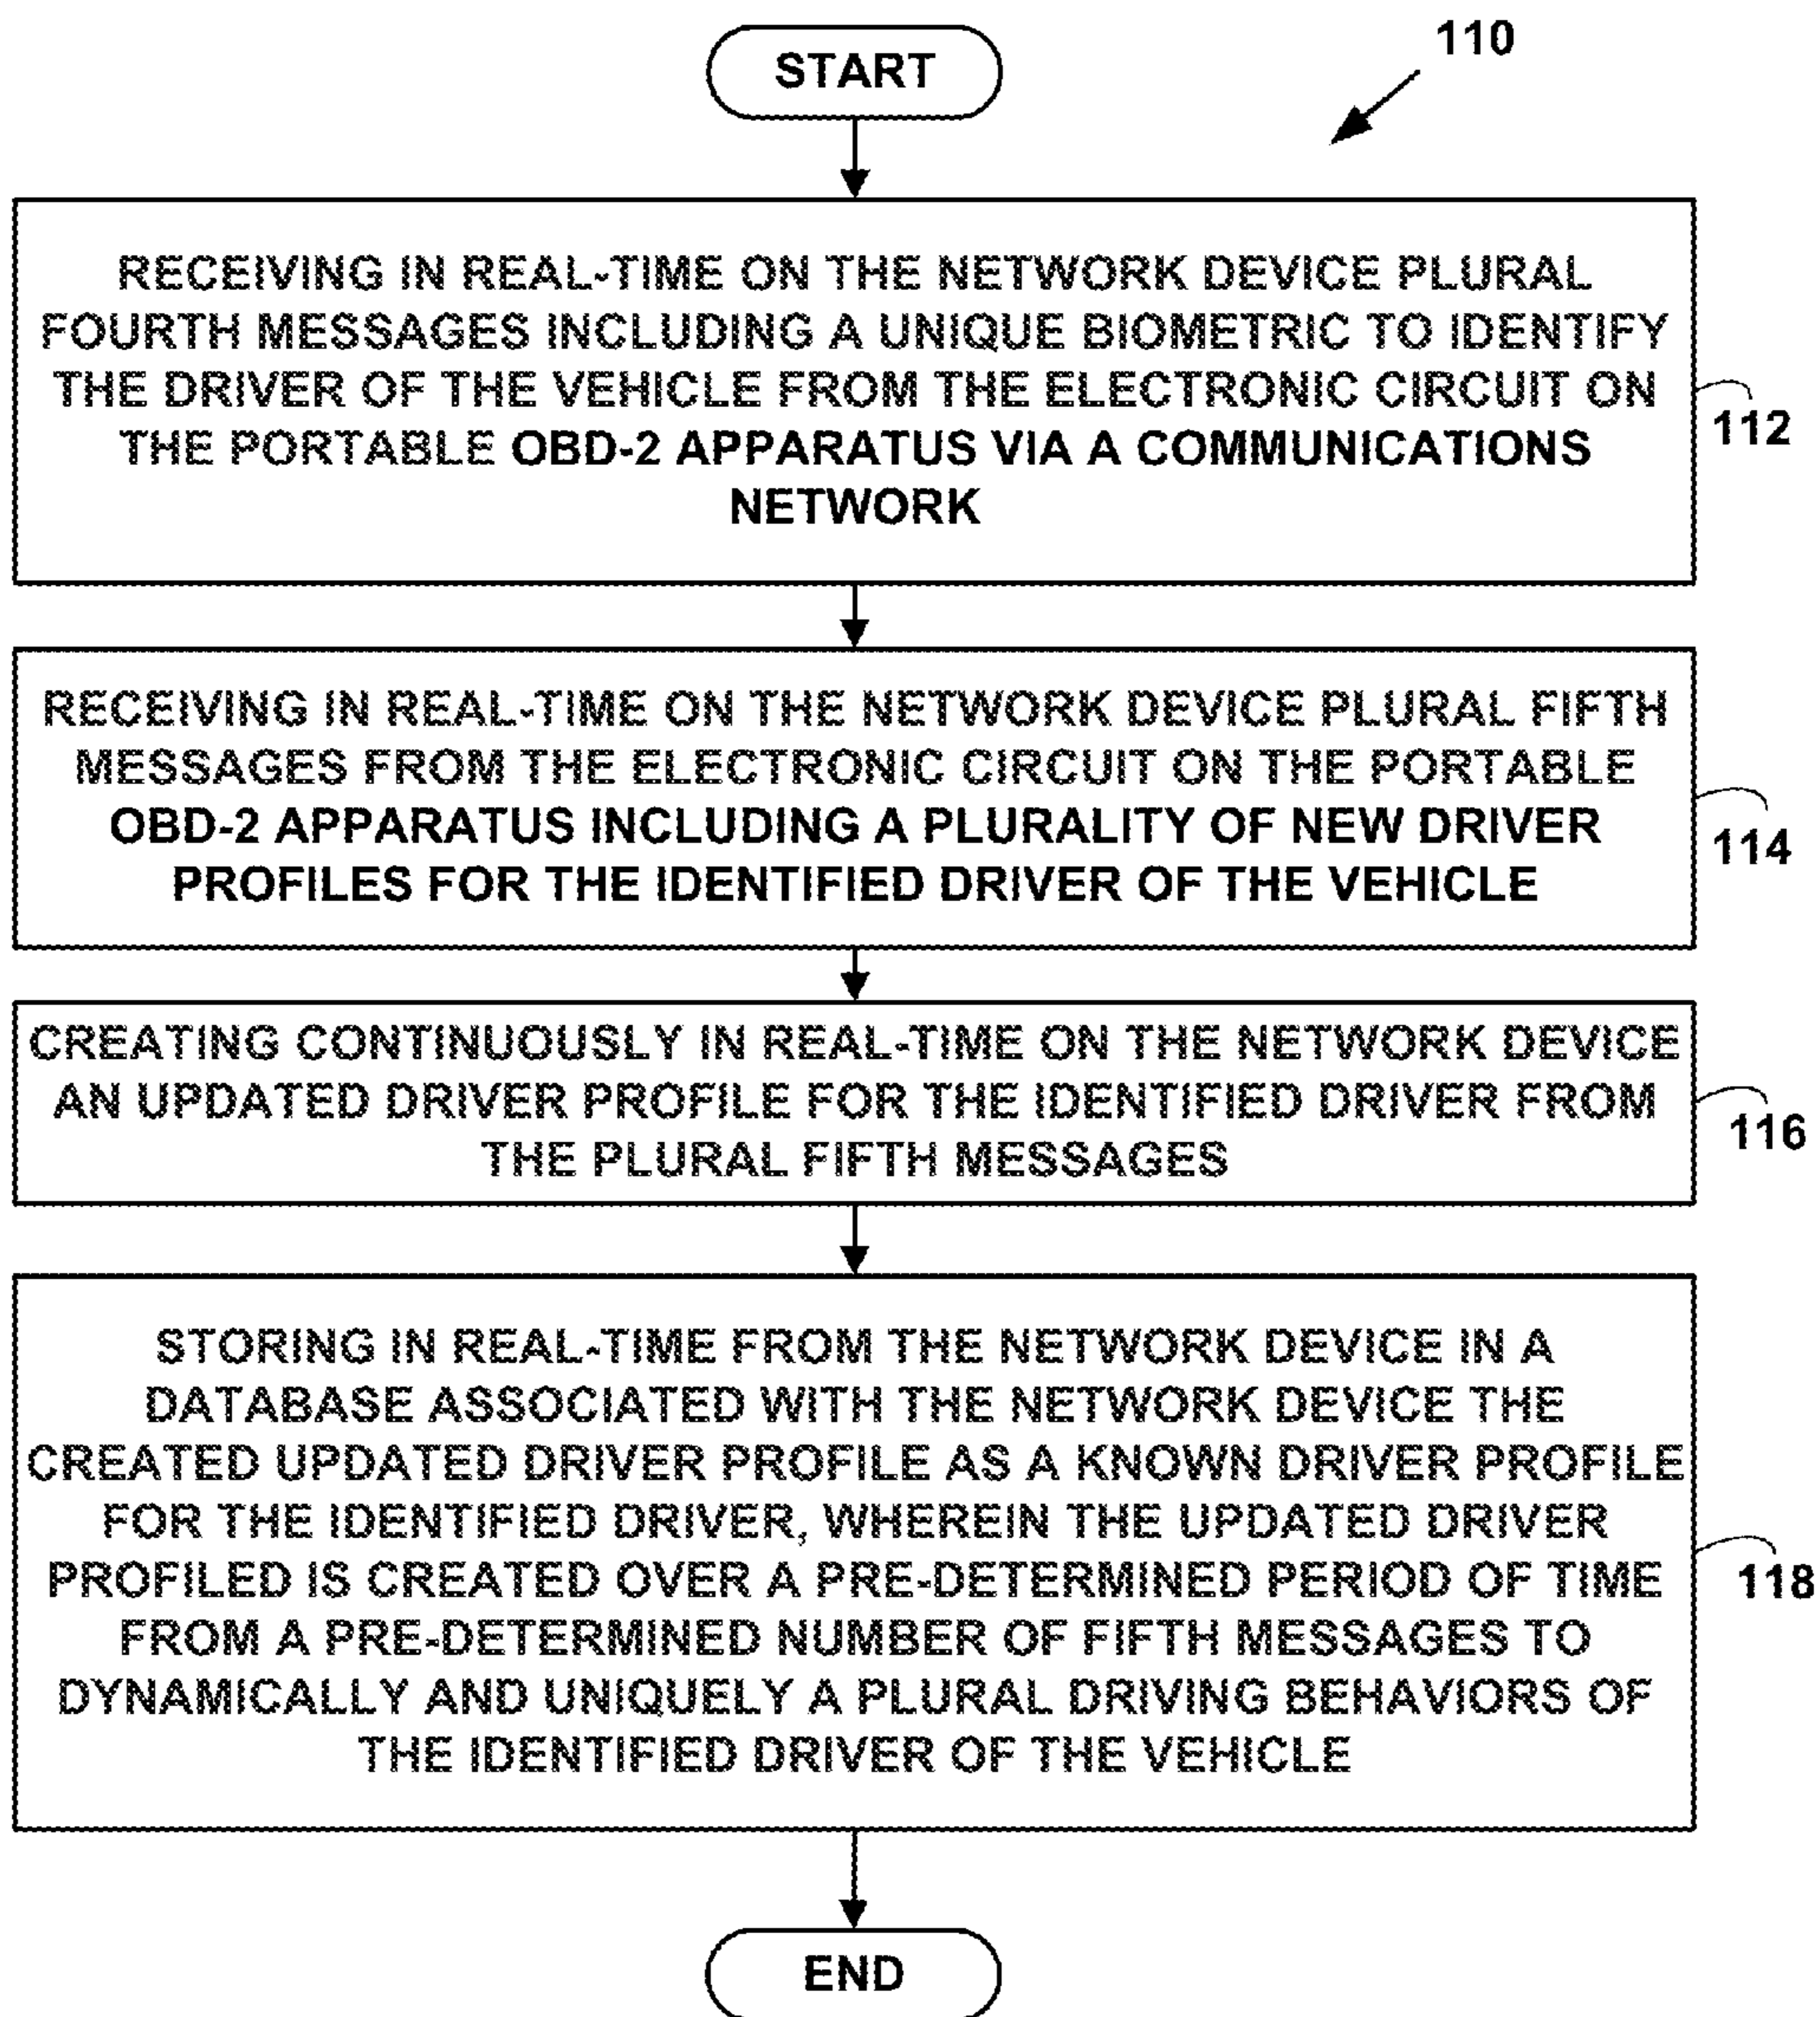 START
110
RECEIVING IN REAL-TIME ON THE NETWORK DEVICE PLURAL
FOURTH MESSAGES INCLUDING A UNIQUE BIOMETRIC TO IDENTIFY
THE DRIVER OF THE VEHICLE FROM THE ELECTRONIC CIRCUIT ON
THE PORTABLE OBD-2 APPARATUS VIA A COMMUNICATIONS
NETWORK
112
RECEIVING IN REAL-TIME ON THE NETWORK DEVICE PLURAL FIFTH
MESSAGES FROM THE ELECTRONIC CIRCUIT ON THE PORTABLE
OBD-2 APPARATUS INCLUDING A PLURALITY OF NEW DRIVER
PROFILES FOR THE IDENTIFIED DRIVER OF THE VEHICLE
114
CREATING CONTINUOUSLY IN REAL-TIME ON THE NETWORK DEVICE
AN UPDATED DRIVER PROFILE FOR THE IDENTIFIED DRIVER FROM
THE PLURAL FIFTH MESSAGES
116
STORING IN REAL-TIME FROM THE NETWORK DEVICE IN A
DATABASE ASSOCIATED WITH THE NETWORK DEVICE THE
CREATED UPDATED DRIVER PROFILE AS A KNOWN DRIVER PROFILE
FOR THE IDENTIFIED DRIVER, WHEREIN THE UPDATED DRIVER
PROFILED IS CREATED OVER A PRE-DETERMINED PERIOD OF TIME
FROM A PRE-DETERMINED NUMBER OF FIFTH MESSAGES TO
DYNAMICALLY AND UNIQUELY A PLURAL DRIVING BEHAVIORS OF
THE IDENTIFIED DRIVER OF THE VEHICLE
118
END